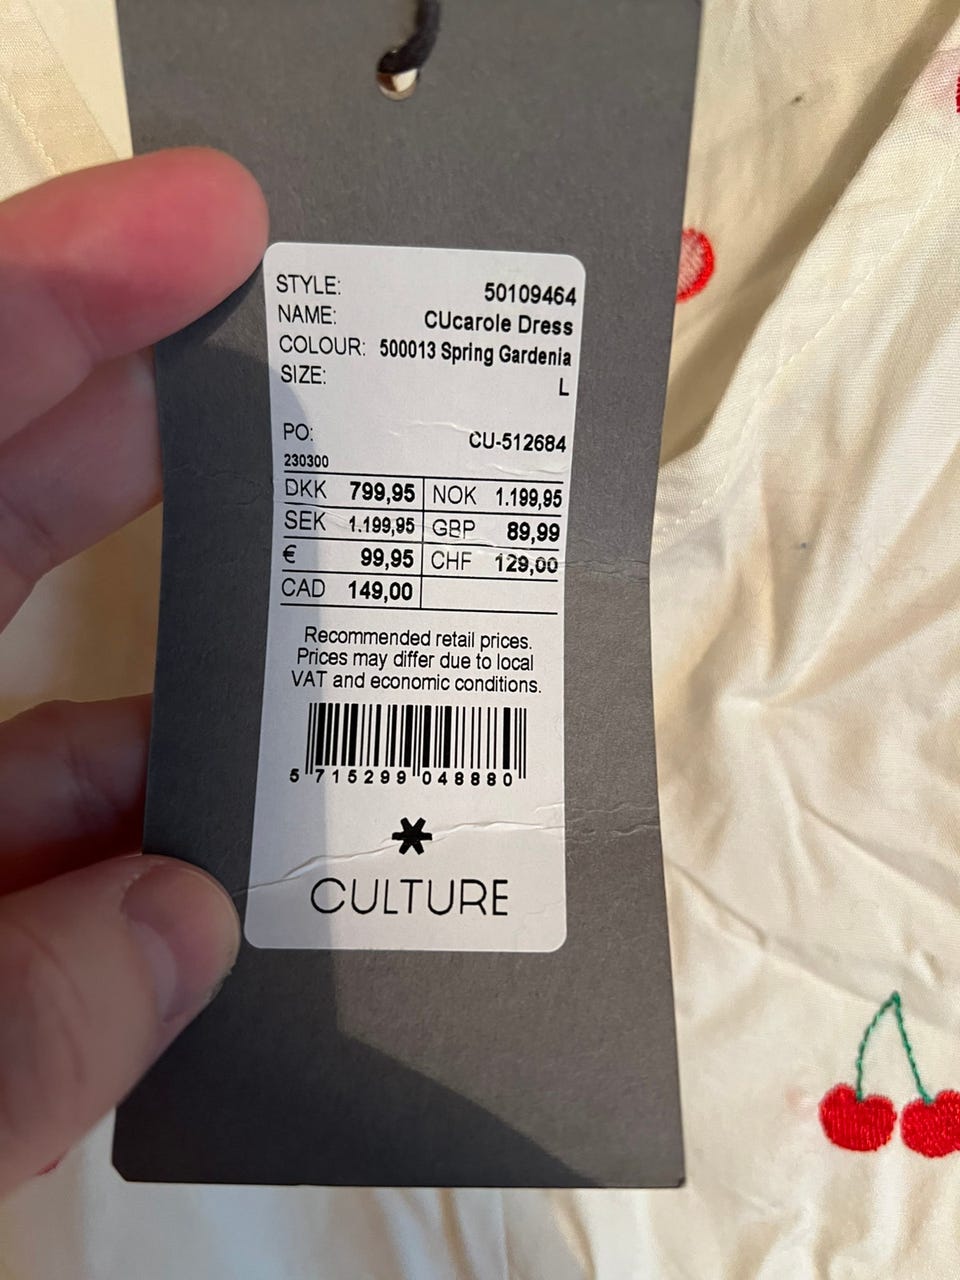 STYLE: 50109464
NAME: CUcarole Dress
COLOUR: 500013 Spring Gardenia
SIZE: L
PO: CU-512684
230300
DKK 799,95 NOK 1.199,95
SEK 1.199,95 GBP 89,99
€ 99,95 CHF 129,00
CAD 149,00
Recommended retail prices.
Prices may differ due to local
VAT and economic conditions.
5 715299 048880
CULTURE